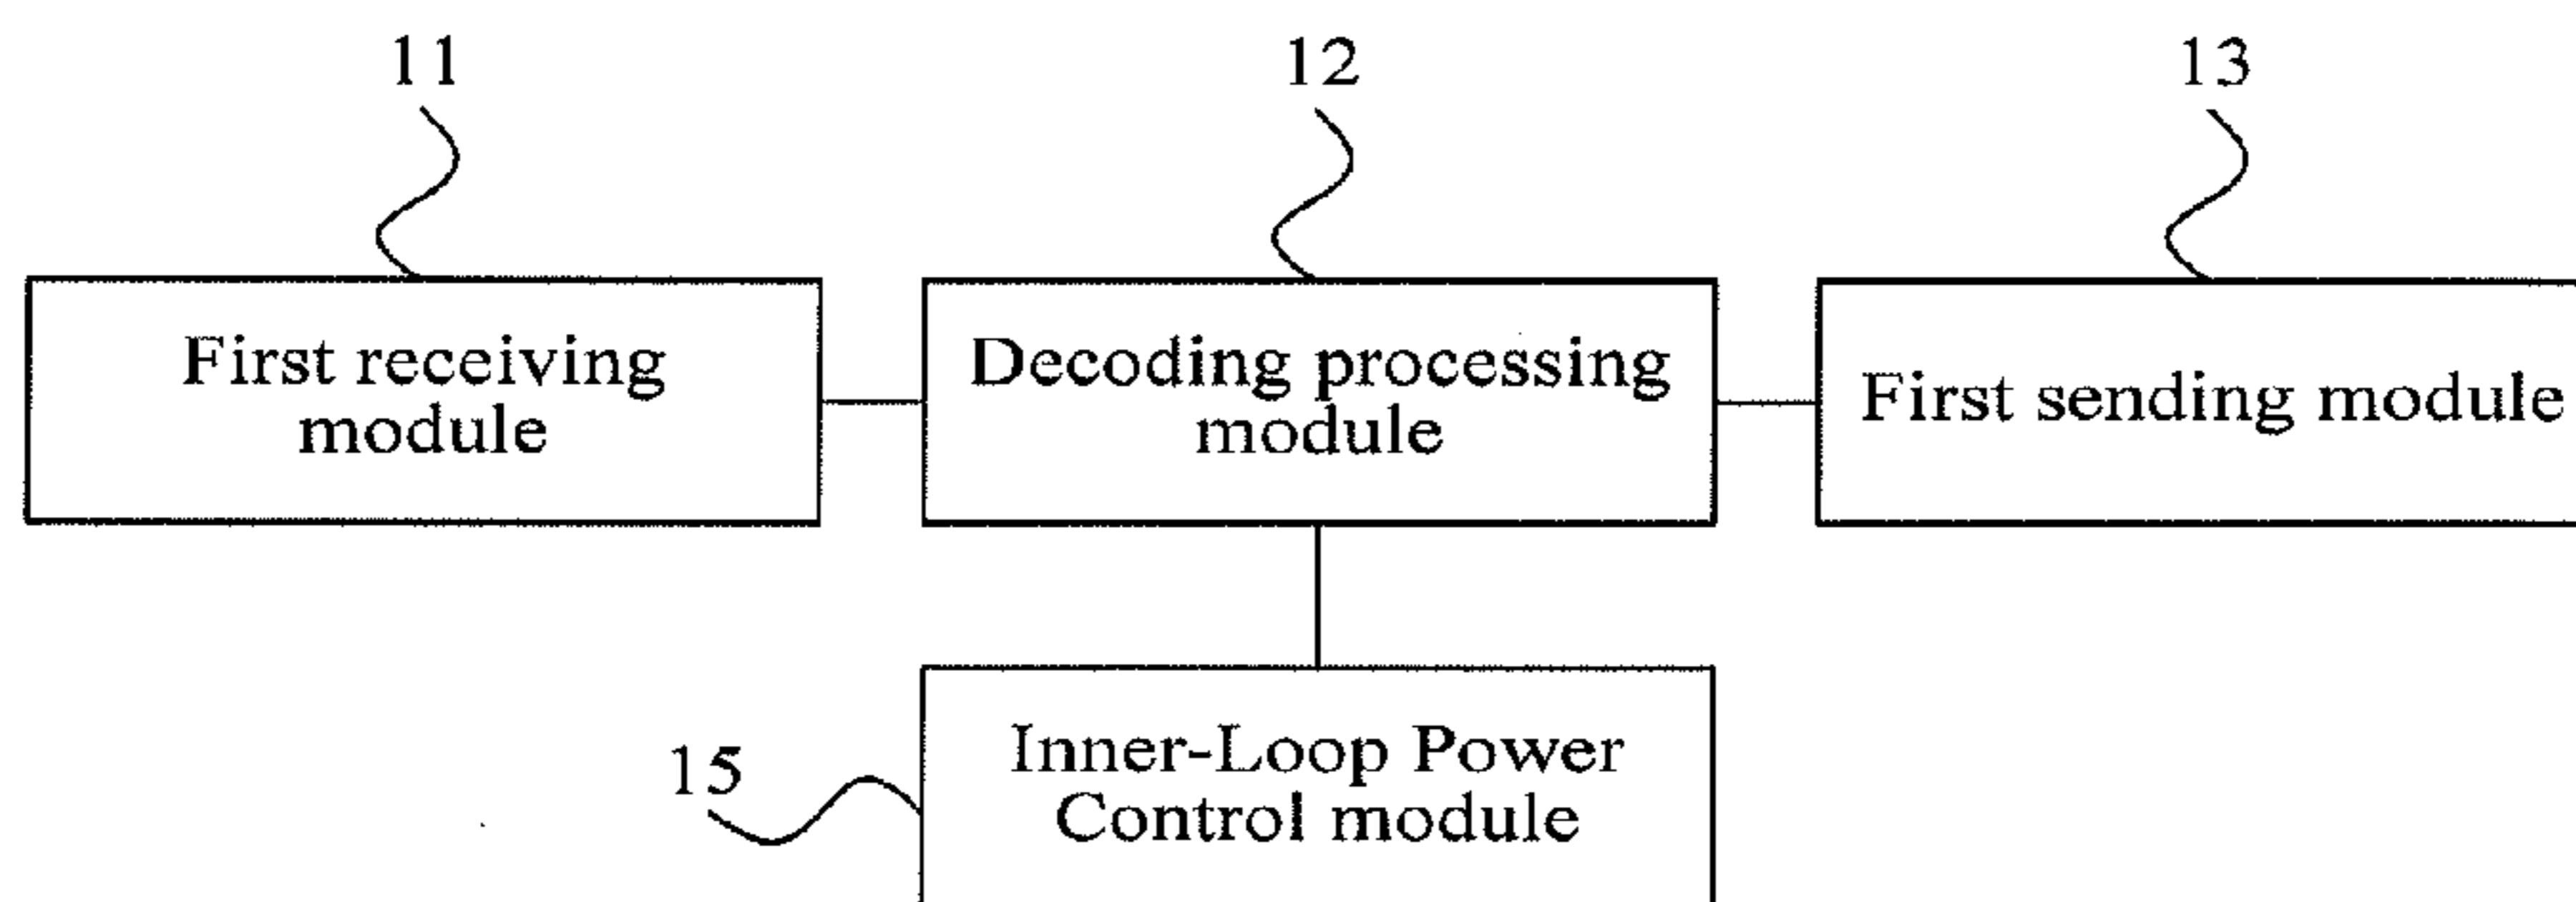 11
12
13
First receiving
module
Decoding processing
module
First sending module
15
Inner-Loop Power
Control module